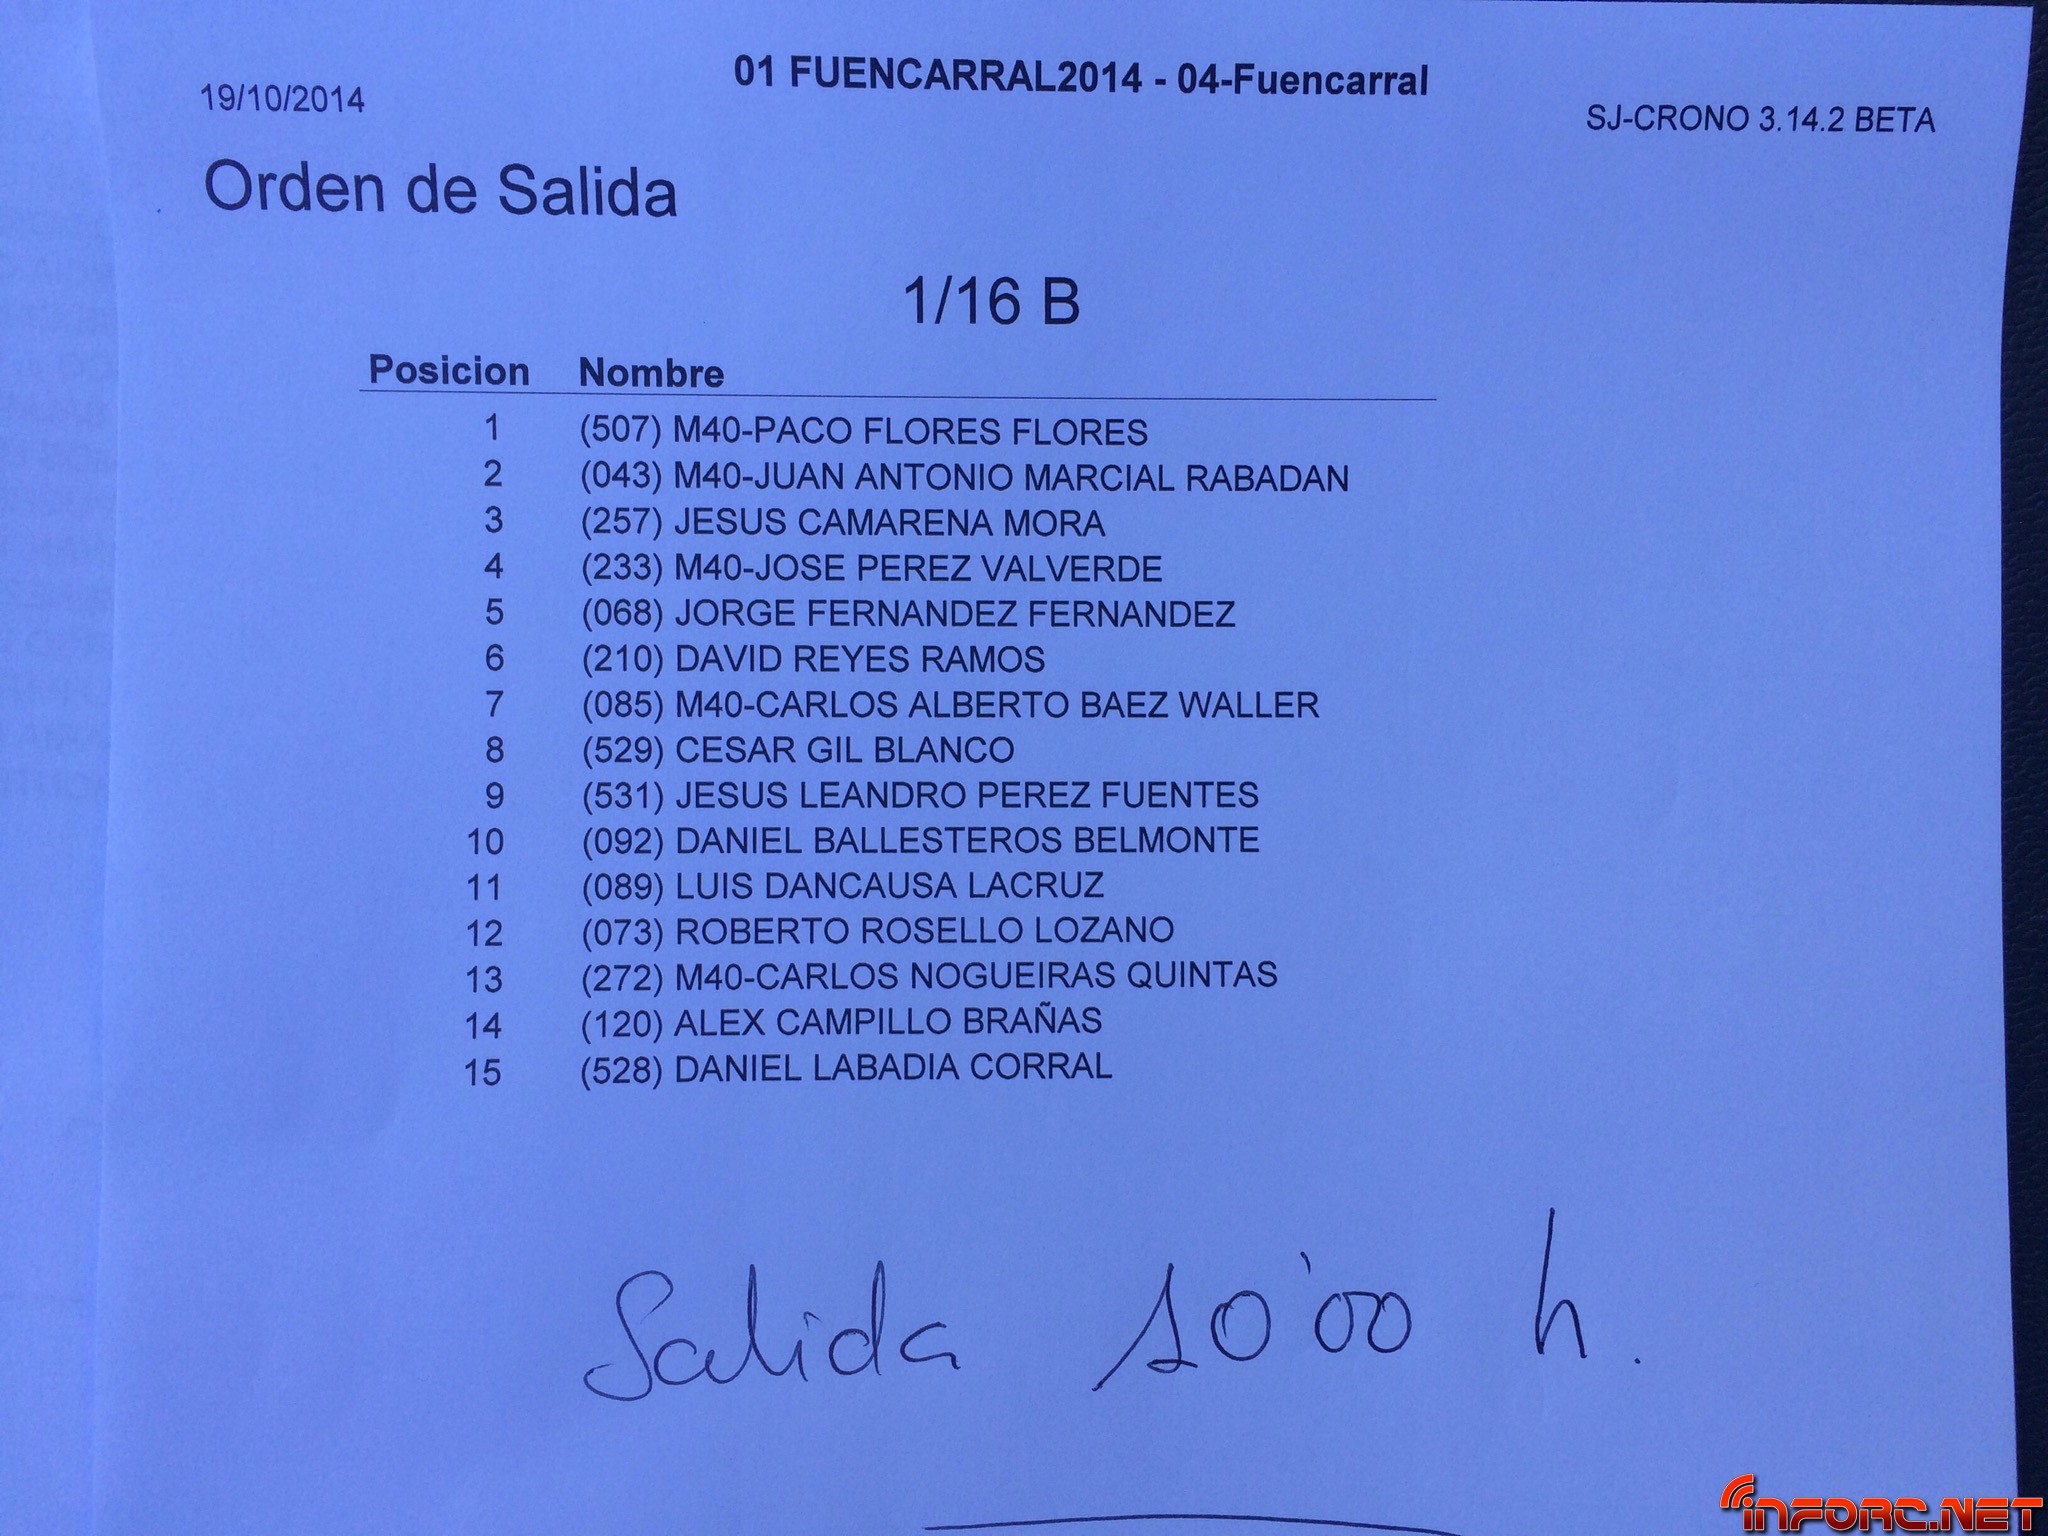 01 FUENCARRAL2014 - 04-Fuencarral
19/10/2014
SJ-CRONO 3.14.2 BETA
Orden de Salida
1/16 B
Posicion Nombre
1 (507) M40-PACO FLORES FLORES
2 (043) M40-JUAN ANTONIO MARCIAL RABADAN
3 (257) JESUS CAMARENA MORA
4 (233) M40-JOSE PEREZ VALVERDE
5 (068) JORGE FERNANDEZ FERNANDEZ
6 (210) DAVID REYES RAMOS
7 (085) M40-CARLOS ALBERTO BAEZ WALLER
8 (529) CESAR GIL BLANCO
9 (531) JESUS LEANDRO PEREZ FUENTES
10 (092) DANIEL BALLESTEROS BELMONTE
11 (089) LUIS DANCAUSA LACRUZ
12 (073) ROBERTO ROSELLO LOZANO
13 (272) M40-CARLOS NOGUEIRAS QUINTAS
14 (120) ALEX CAMPILLO BRAÑAS
15 (528) DANIEL LABADIA CORRAL
Salida 10'00 h.
INFORC.NET